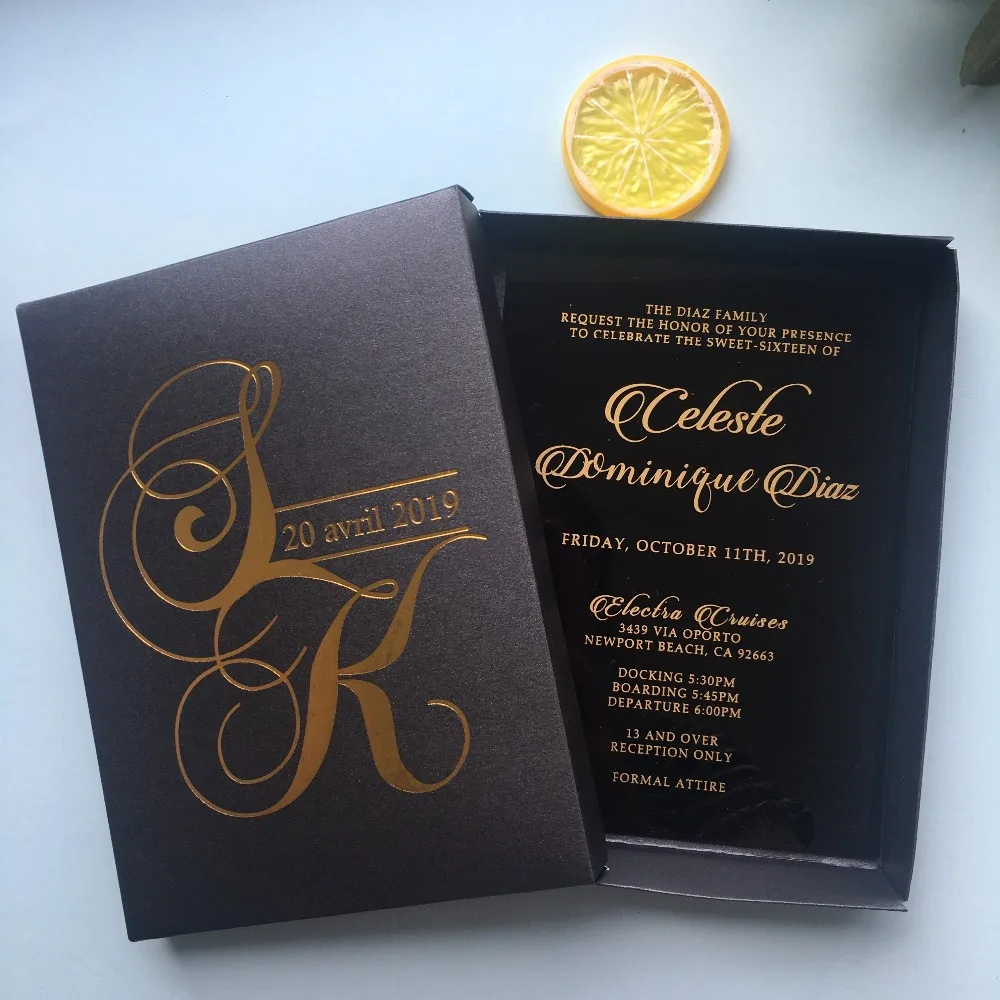 S
20 avril 2019
K
THE DIAZ FAMILY
REQUEST THE HONOR OF YOUR PRESENCE
TO CELEBRATE THE SWEET-SIXTEEN OF
Celeste
Dominique Diaz
FRIDAY, OCTOBER 11TH, 2019
Electra Cruises
3439 VIA OPORTO
NEWPORT BEACH, CA 92663
DOCKING 5:30PM
BOARDING 5:45PM
DEPARTURE 6:00PM
13 AND OVER
RECEPTION ONLY
FORMAL ATTIRE